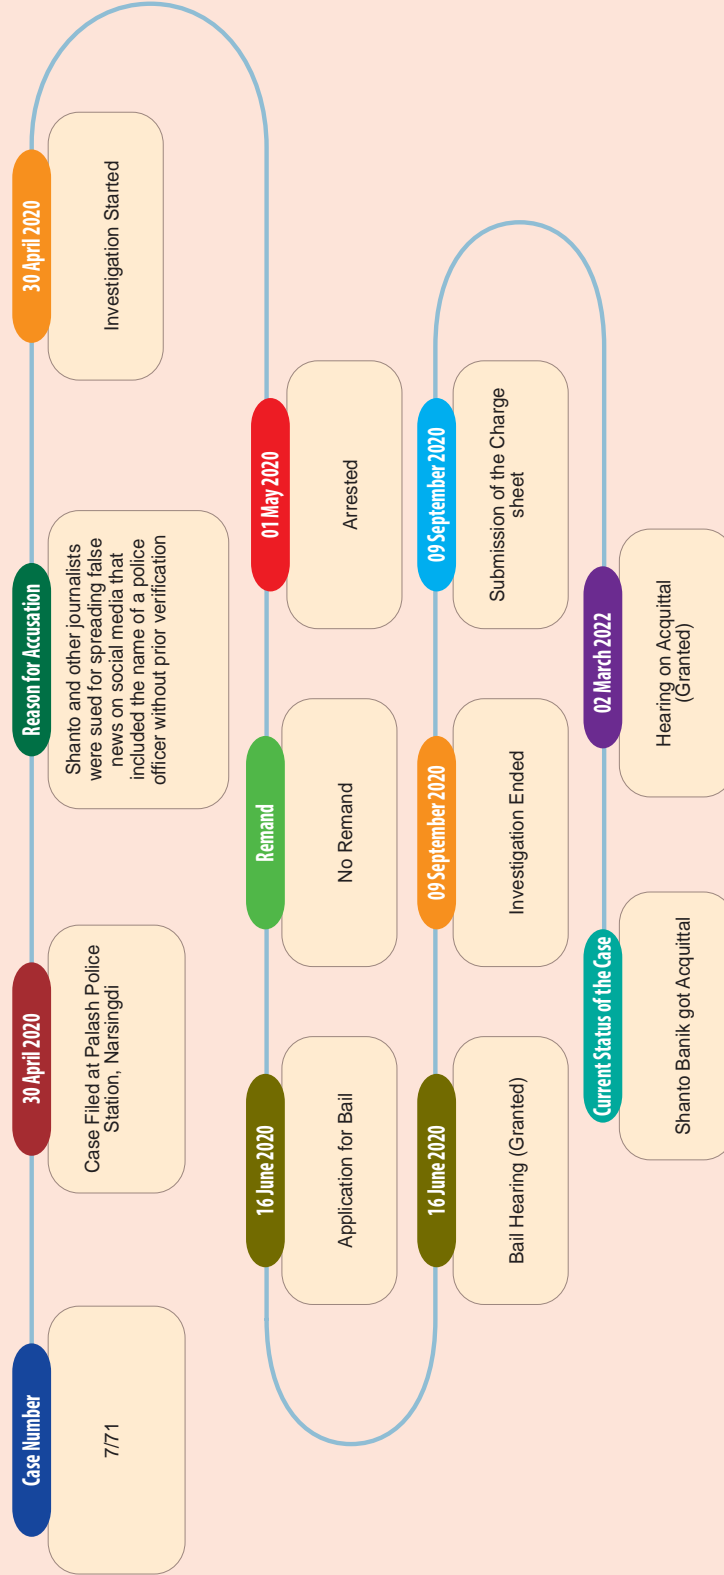 Case Number
7/71
30 April 2020
Case Filed at Palash Police
Station, Narsingdi
Reason for Accusation
Shanto and other journalists
were sued for spreading false
news on social media that
included the name of a police
officer without prior verification
30 April 2020
Investigation Started
01 May 2020
Arrested
Remand
No Remand
16 June 2020
Application for Bail
16 June 2020
Bail Hearing (Granted)
09 September 2020
Investigation Ended
09 September 2020
Submission of the Charge
sheet
02 March 2022
Hearing on Acquittal
(Granted)
Current Status of the Case
Shanto Banik got Acquittal